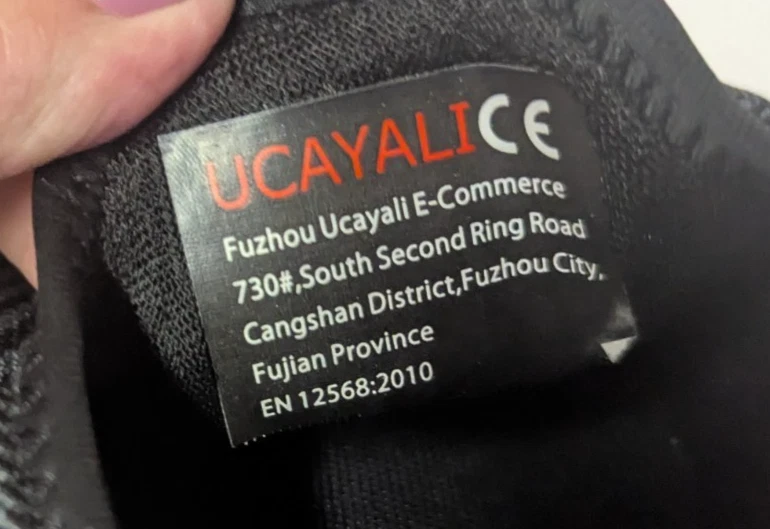 UCAYALI CE
Fuzhou Ucayali E-Commerce
730#,South Second Ring Road
Cangshan District,Fuzhou City,
Fujian Province
EN 12568:2010